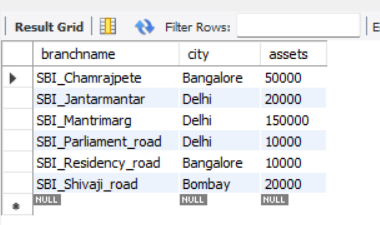 Result Grid Filter Rows: E
branchname city assets
SBI_Chamrajpete Bangalore 50000
SBI_Jantarmantar Delhi 20000
SBI_Mantrimarg Delhi 150000
SBI_Parliament_road Delhi 10000
SBI_Residency_road Bangalore 10000
SBI_Shivaji_road Bombay 20000
NULL NULL NULL